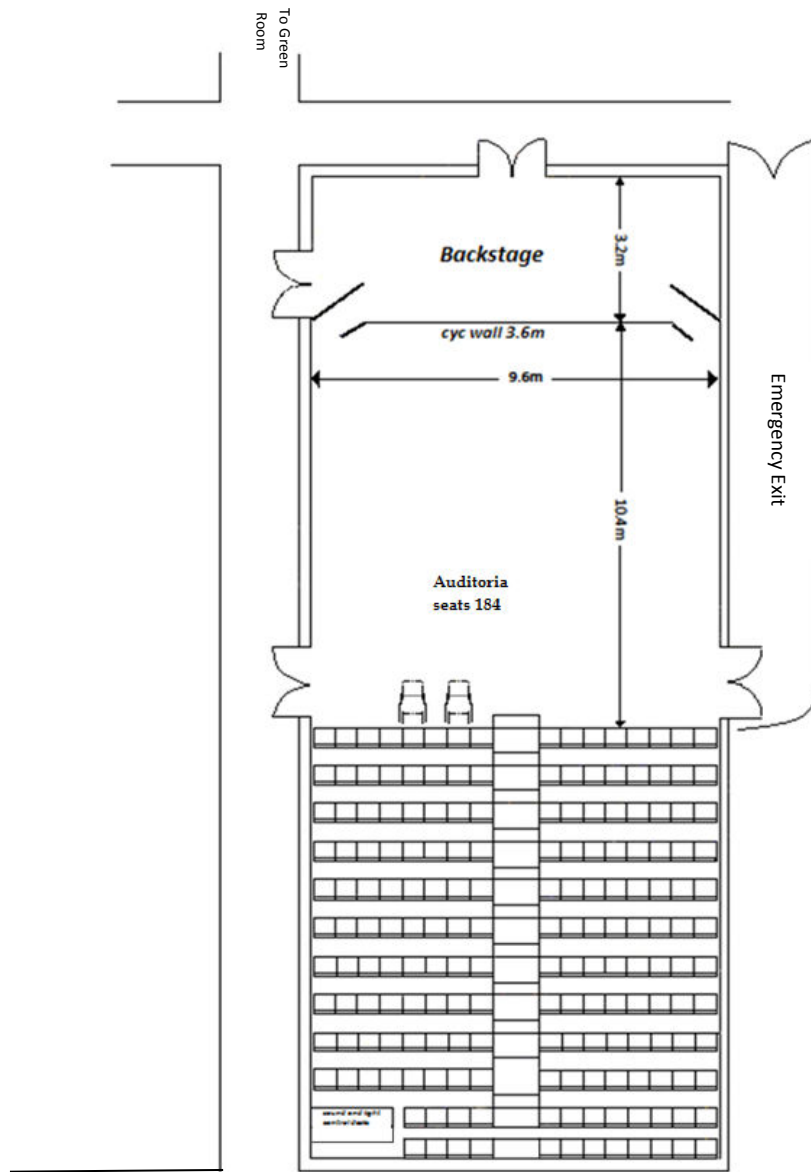 To Green
Room
Backstage
3.2m
cyc wall 3.6m
9.6m
Emergency Exit
10.4m
Auditoria
seats 184
sound and light
control desks